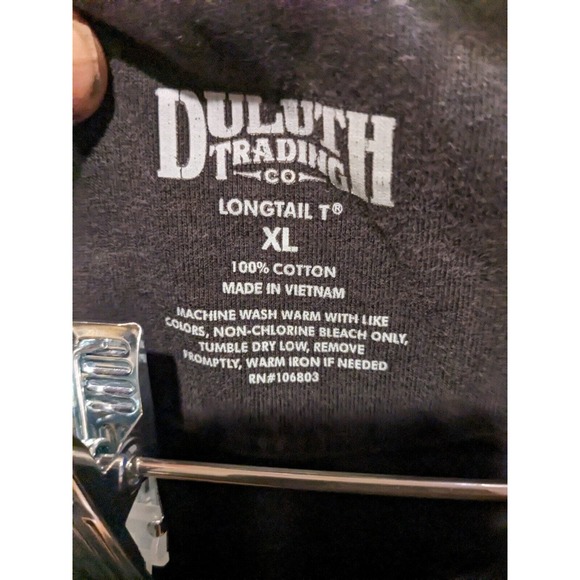 DULUTH
TRADING
CO
LONGTAIL T®
XL
100% COTTON
MADE IN VIETNAM
MACHINE WASH WARM WITH LIKE
COLORS, NON-CHLORINE BLEACH ONLY,
TUMBLE DRY LOW, REMOVE
PROMPTLY, WARM IRON IF NEEDED
RN#106803